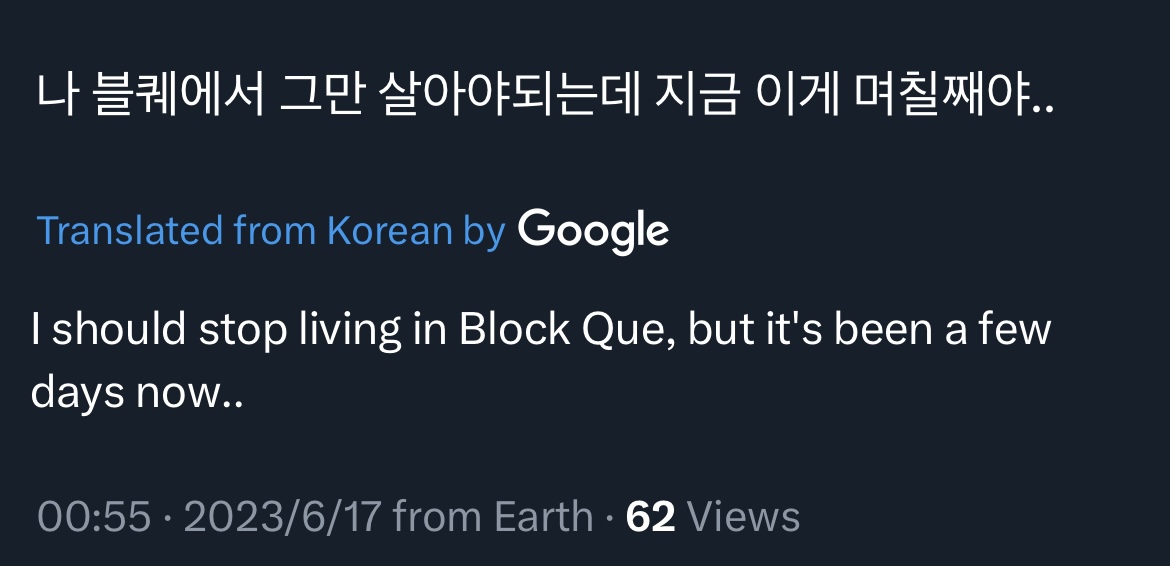 나 블퀘에서 그만 살아야되는데 지금 이게 며칠째야..
Translated from Korean by Google
I should stop living in Block Que, but it's been a few
days now..
00:55 · 2023/6/17 from Earth · 62 Views